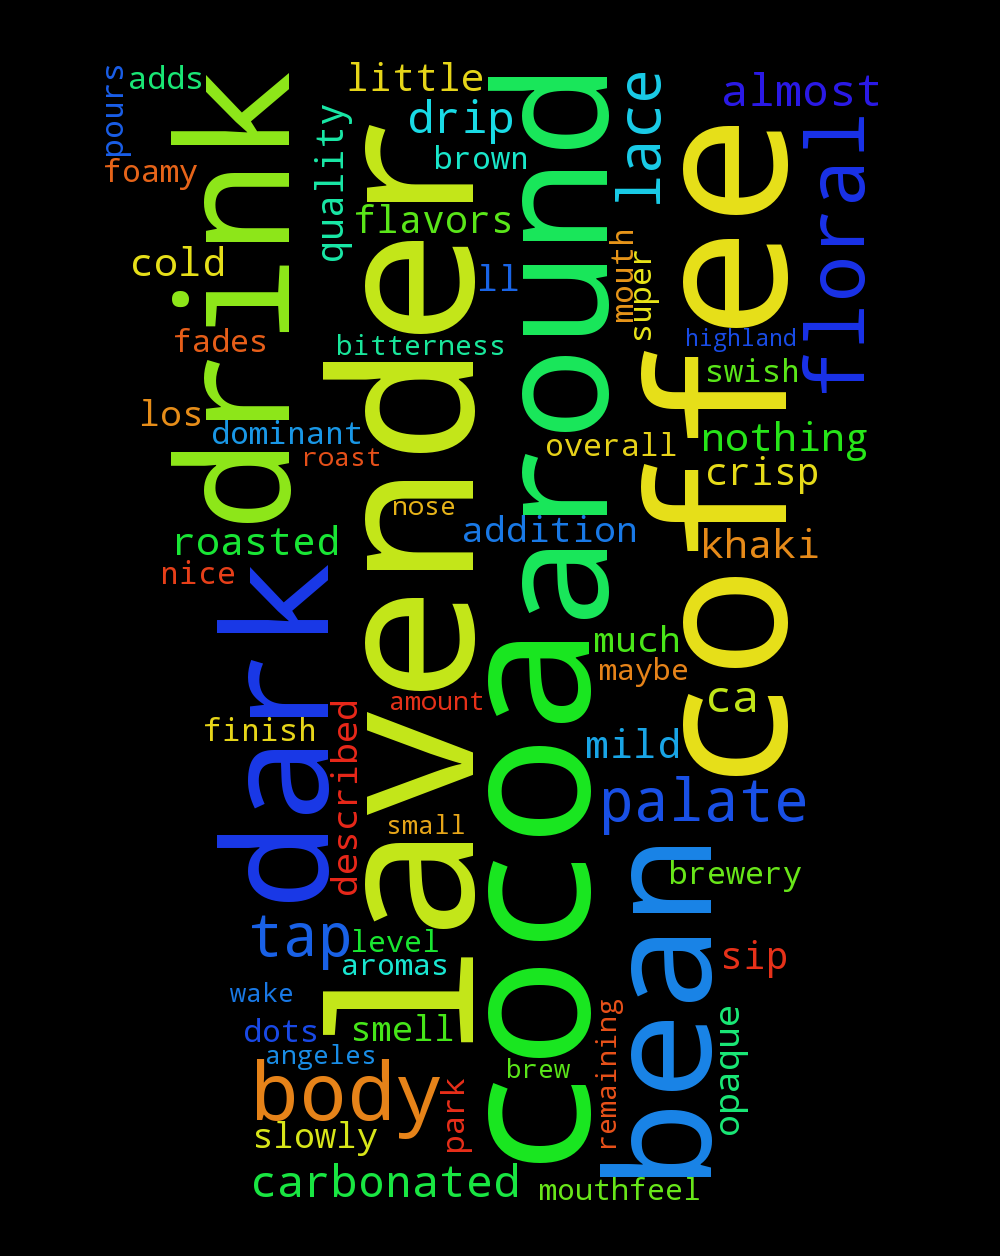 pours
adds
little
almost
drink
quality
drip
lace
foamy
brown
around
floral
flavors
coffee
cold
ll
mouth
super
lavender
fades
bitterness
highland
swish
los
dominant
roast
overall
nothing
crisp
nose
addition
roasted
khaki
nice
dark
much
maybe
amount
ca
cocoa
finish
described
mild
palate
small
bean
brewery
tap
level
aromas
sip
wake
dots
smell
remaining
opaque
angeles
brew
body
park
slowly
carbonated
mouthfeel